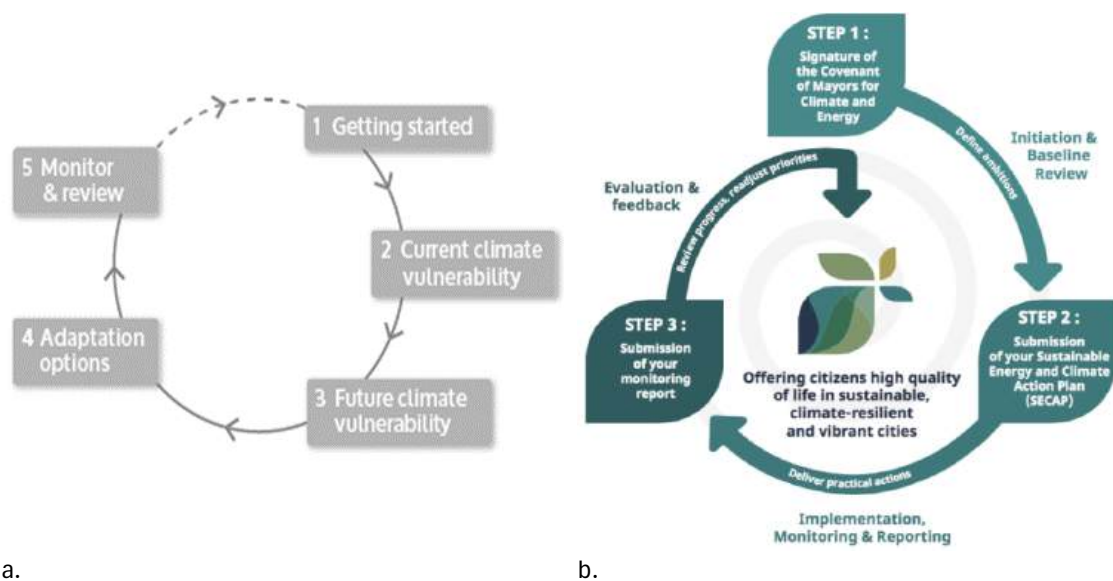 1 Getting started
2 Current climate
vulnerability
3 Future climate
vulnerability
4 Adaptation
options
5 Monitor
& review
a.
STEP 1 :
Signature of
the Covenant
of Mayors for
Climate and
Energy
Define ambitions
Initiation &
Baseline
Review
STEP 2 :
Submission
of your Sustainable
Energy and Climate
Action Plan
(SECAP)
Deliver practical actions
Implementation,
Monitoring & Reporting
STEP 3 :
Submission
of your
monitoring
report
Review progress, readjust priorities
Evaluation &
feedback
Offering citizens high quality
of life in sustainable,
climate-resilient
and vibrant cities
b.